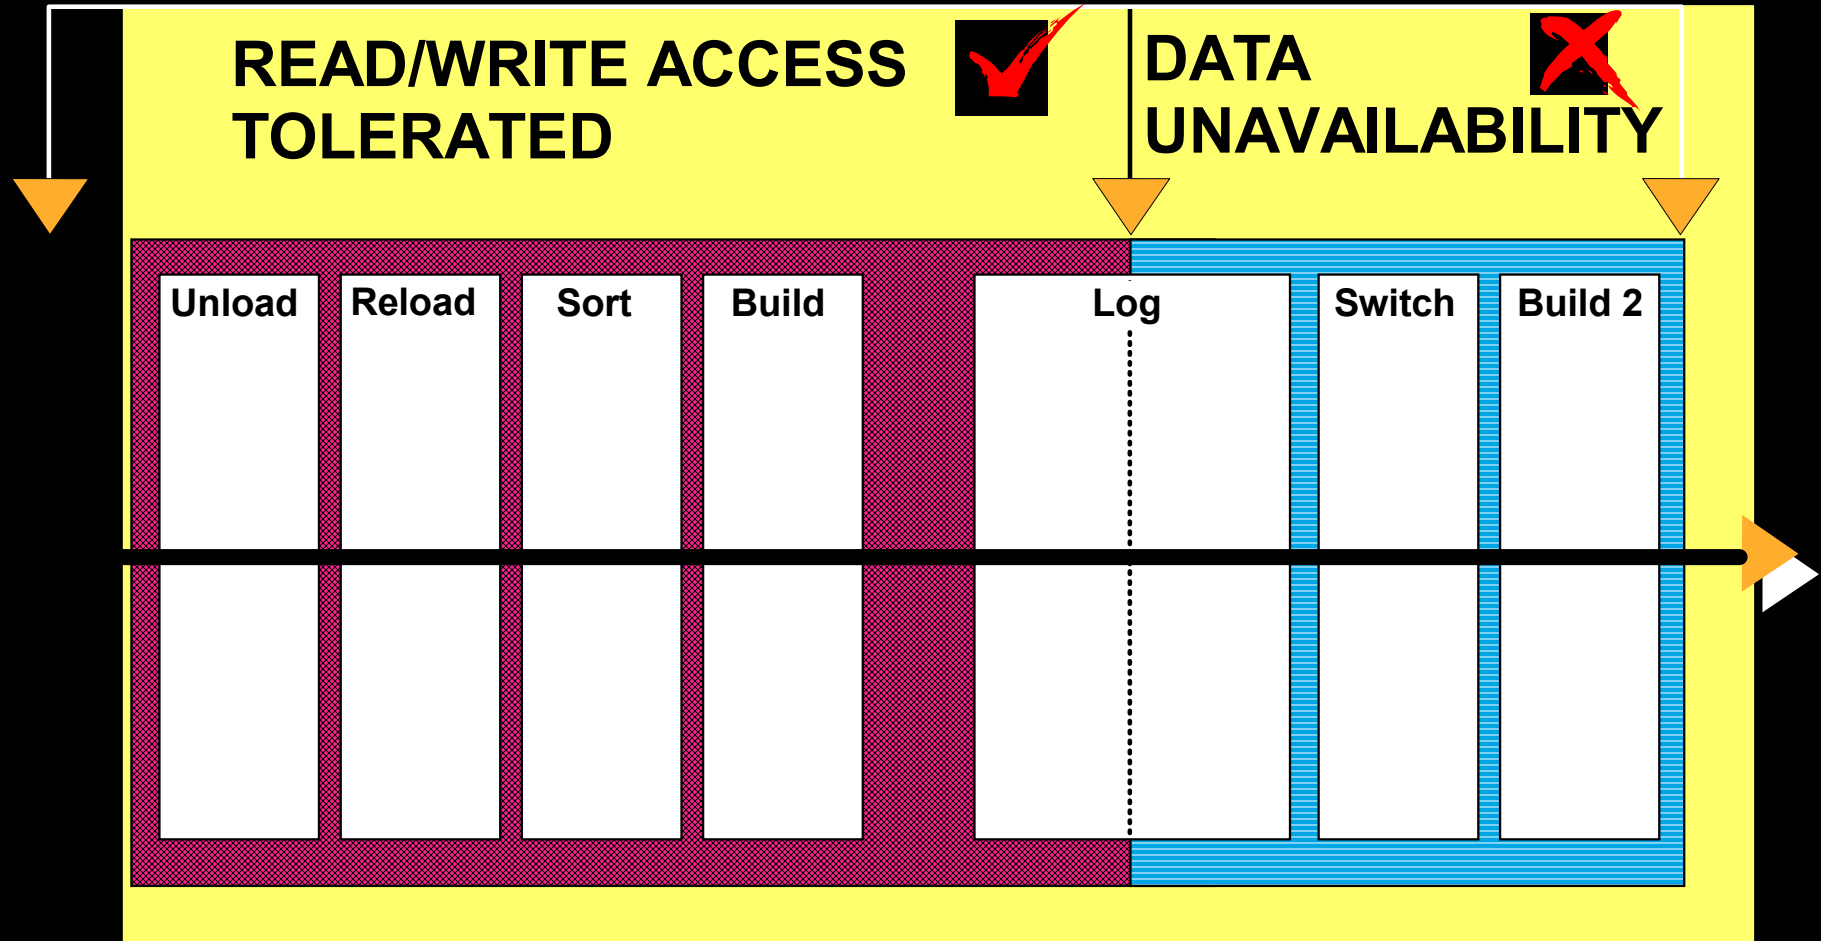 READ/WRITE ACCESS
TOLERATED
DATA
UNAVAILABILITY
Unload
Reload
Sort
Build
Log
Switch
Build 2